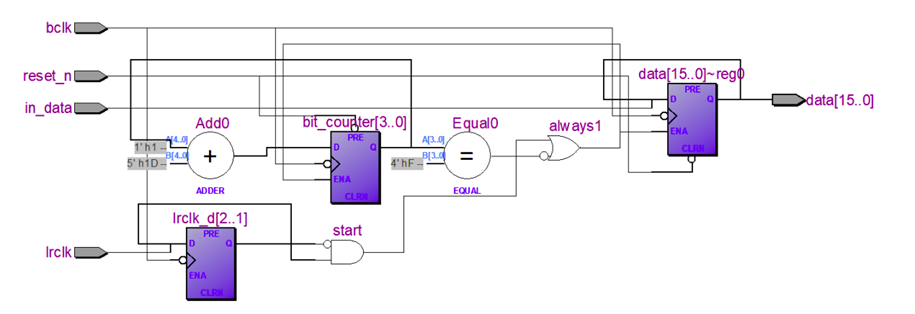 bclk
reset_n
in_data
lrclk
Add0
1' h1 --
A[4..0]
5' h1D --
B[4..0]
+
ADDER
bit_counter[3..0]
PRE
D Q
ENA
CLRN
Equal0
A[3..0]
4' hF --
B[3..0]
=
EQUAL
always1
data[15..0]~reg0
PRE
D Q
ENA
CLRN
data[15..0]
lrclk_d[2..1]
PRE
D Q
ENA
CLRN
start